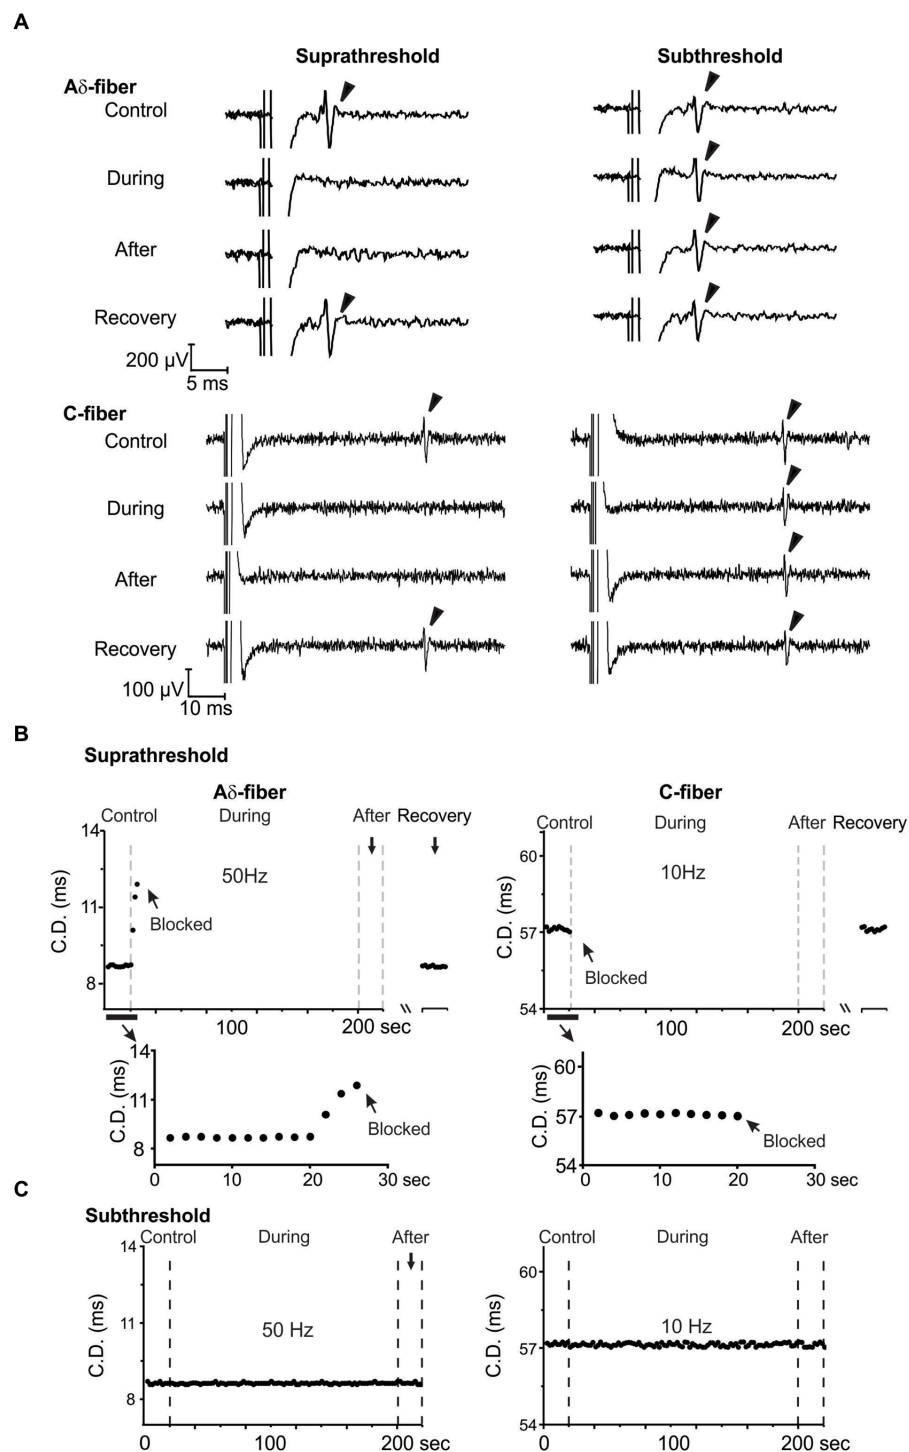 A
Suprathreshold Subthreshold
Aδ-fiber
Control
During
After
Recovery
200 µV
5 ms
C-fiber
Control
During
After
Recovery
100 µV
10 ms
B
Suprathreshold
Aδ-fiber
Control During After Recovery
14
11
8
C.D. (ms)
50Hz
Blocked
100 200 sec
14
11
8
C.D. (ms)
Blocked
0 10 20 30 sec
C-fiber
Control During After Recovery
60
57
54
C.D. (ms)
10Hz
Blocked
100 200 sec
60
57
54
C.D. (ms)
Blocked
0 10 20 30 sec
C
Subthreshold
Control During After
14
11
8
C.D. (ms)
50 Hz
0 100 200 sec
Control During After
60
57
54
C.D. (ms)
10 Hz
0 100 200 sec